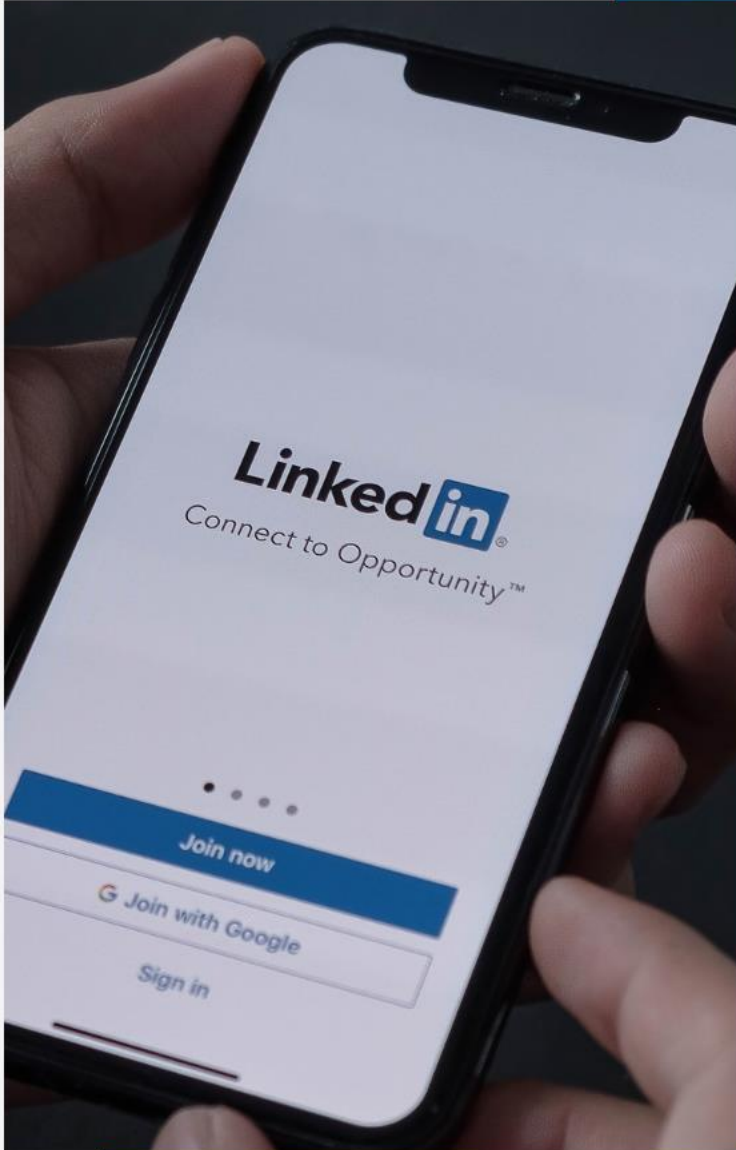 Linkedin®
Connect to Opportunity™
Join now
G Join with Google
Sign in